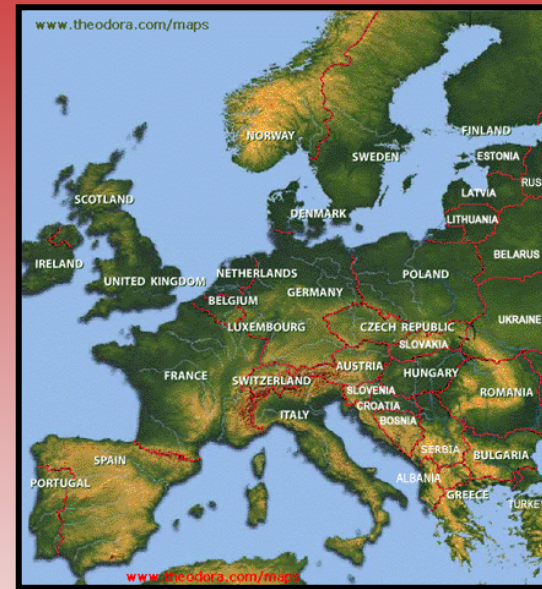 www.theodora.com/maps
NORWAY
FINLAND
SWEDEN
ESTONIA
RUS
LATVIA
SCOTLAND
DENMARK
LITHUANIA
BELARUS
IRELAND
NETHERLANDS
POLAND
UNITED KINGDOM
GERMANY
BELGIUM
UKRAINE
LUXEMBOURG
CZECH REPUBLIC
SLOVAKIA
AUSTRIA
FRANCE
SWITZERLAND
HUNGARY
SLOVENIA
ROMANIA
CROATIA
ITALY
BOSNIA
SERBIA
BULGARIA
SPAIN
ALBANIA
PORTUGAL
GREECE
TURKE
www.theodora.com/maps